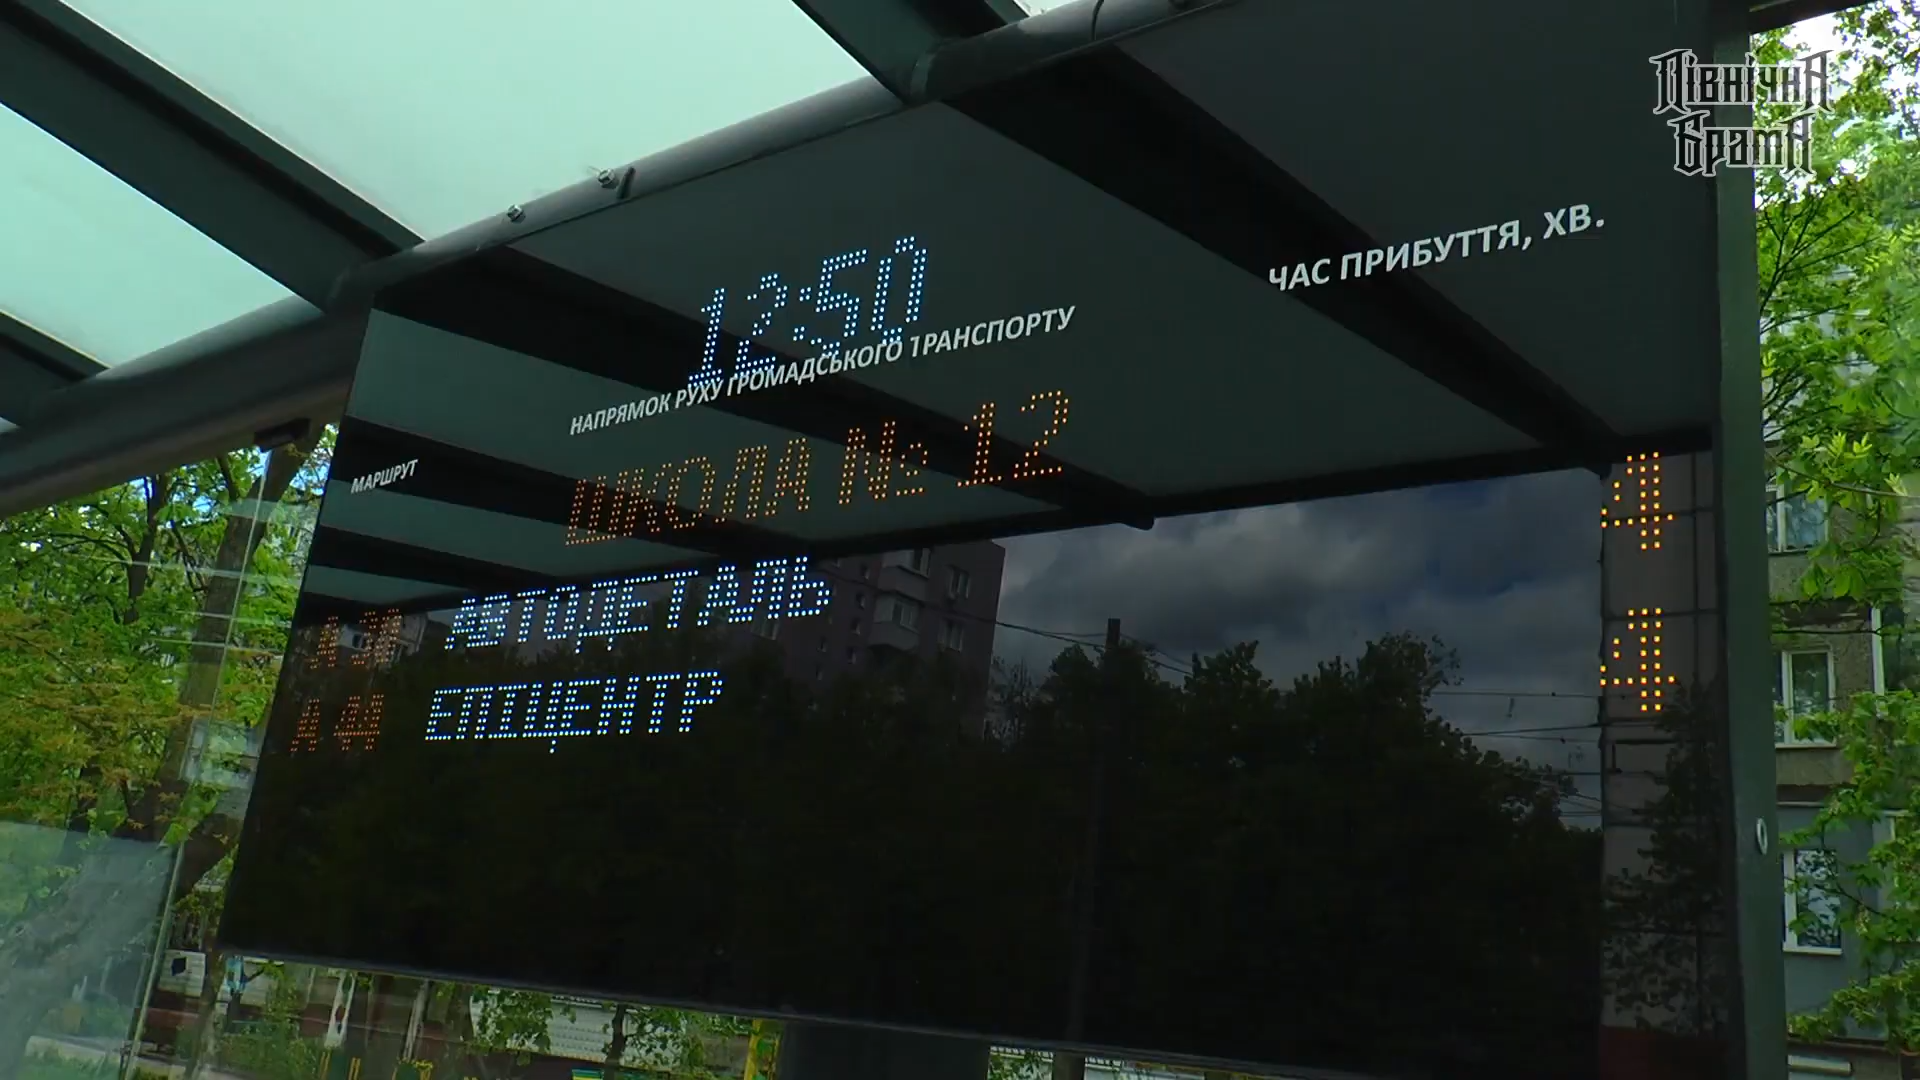 Північна
Брама
12:50
ЧАС ПРИБУТТЯ, ХВ.
НАПРЯМОК РУХУ ГРОМАДСЬКОГО ТРАНСПОРТУ
МАРШРУТ
ШКОЛА № 12
АВТОДЕТАЛЬ 4
А 44 ЕПІЦЕНТР 4